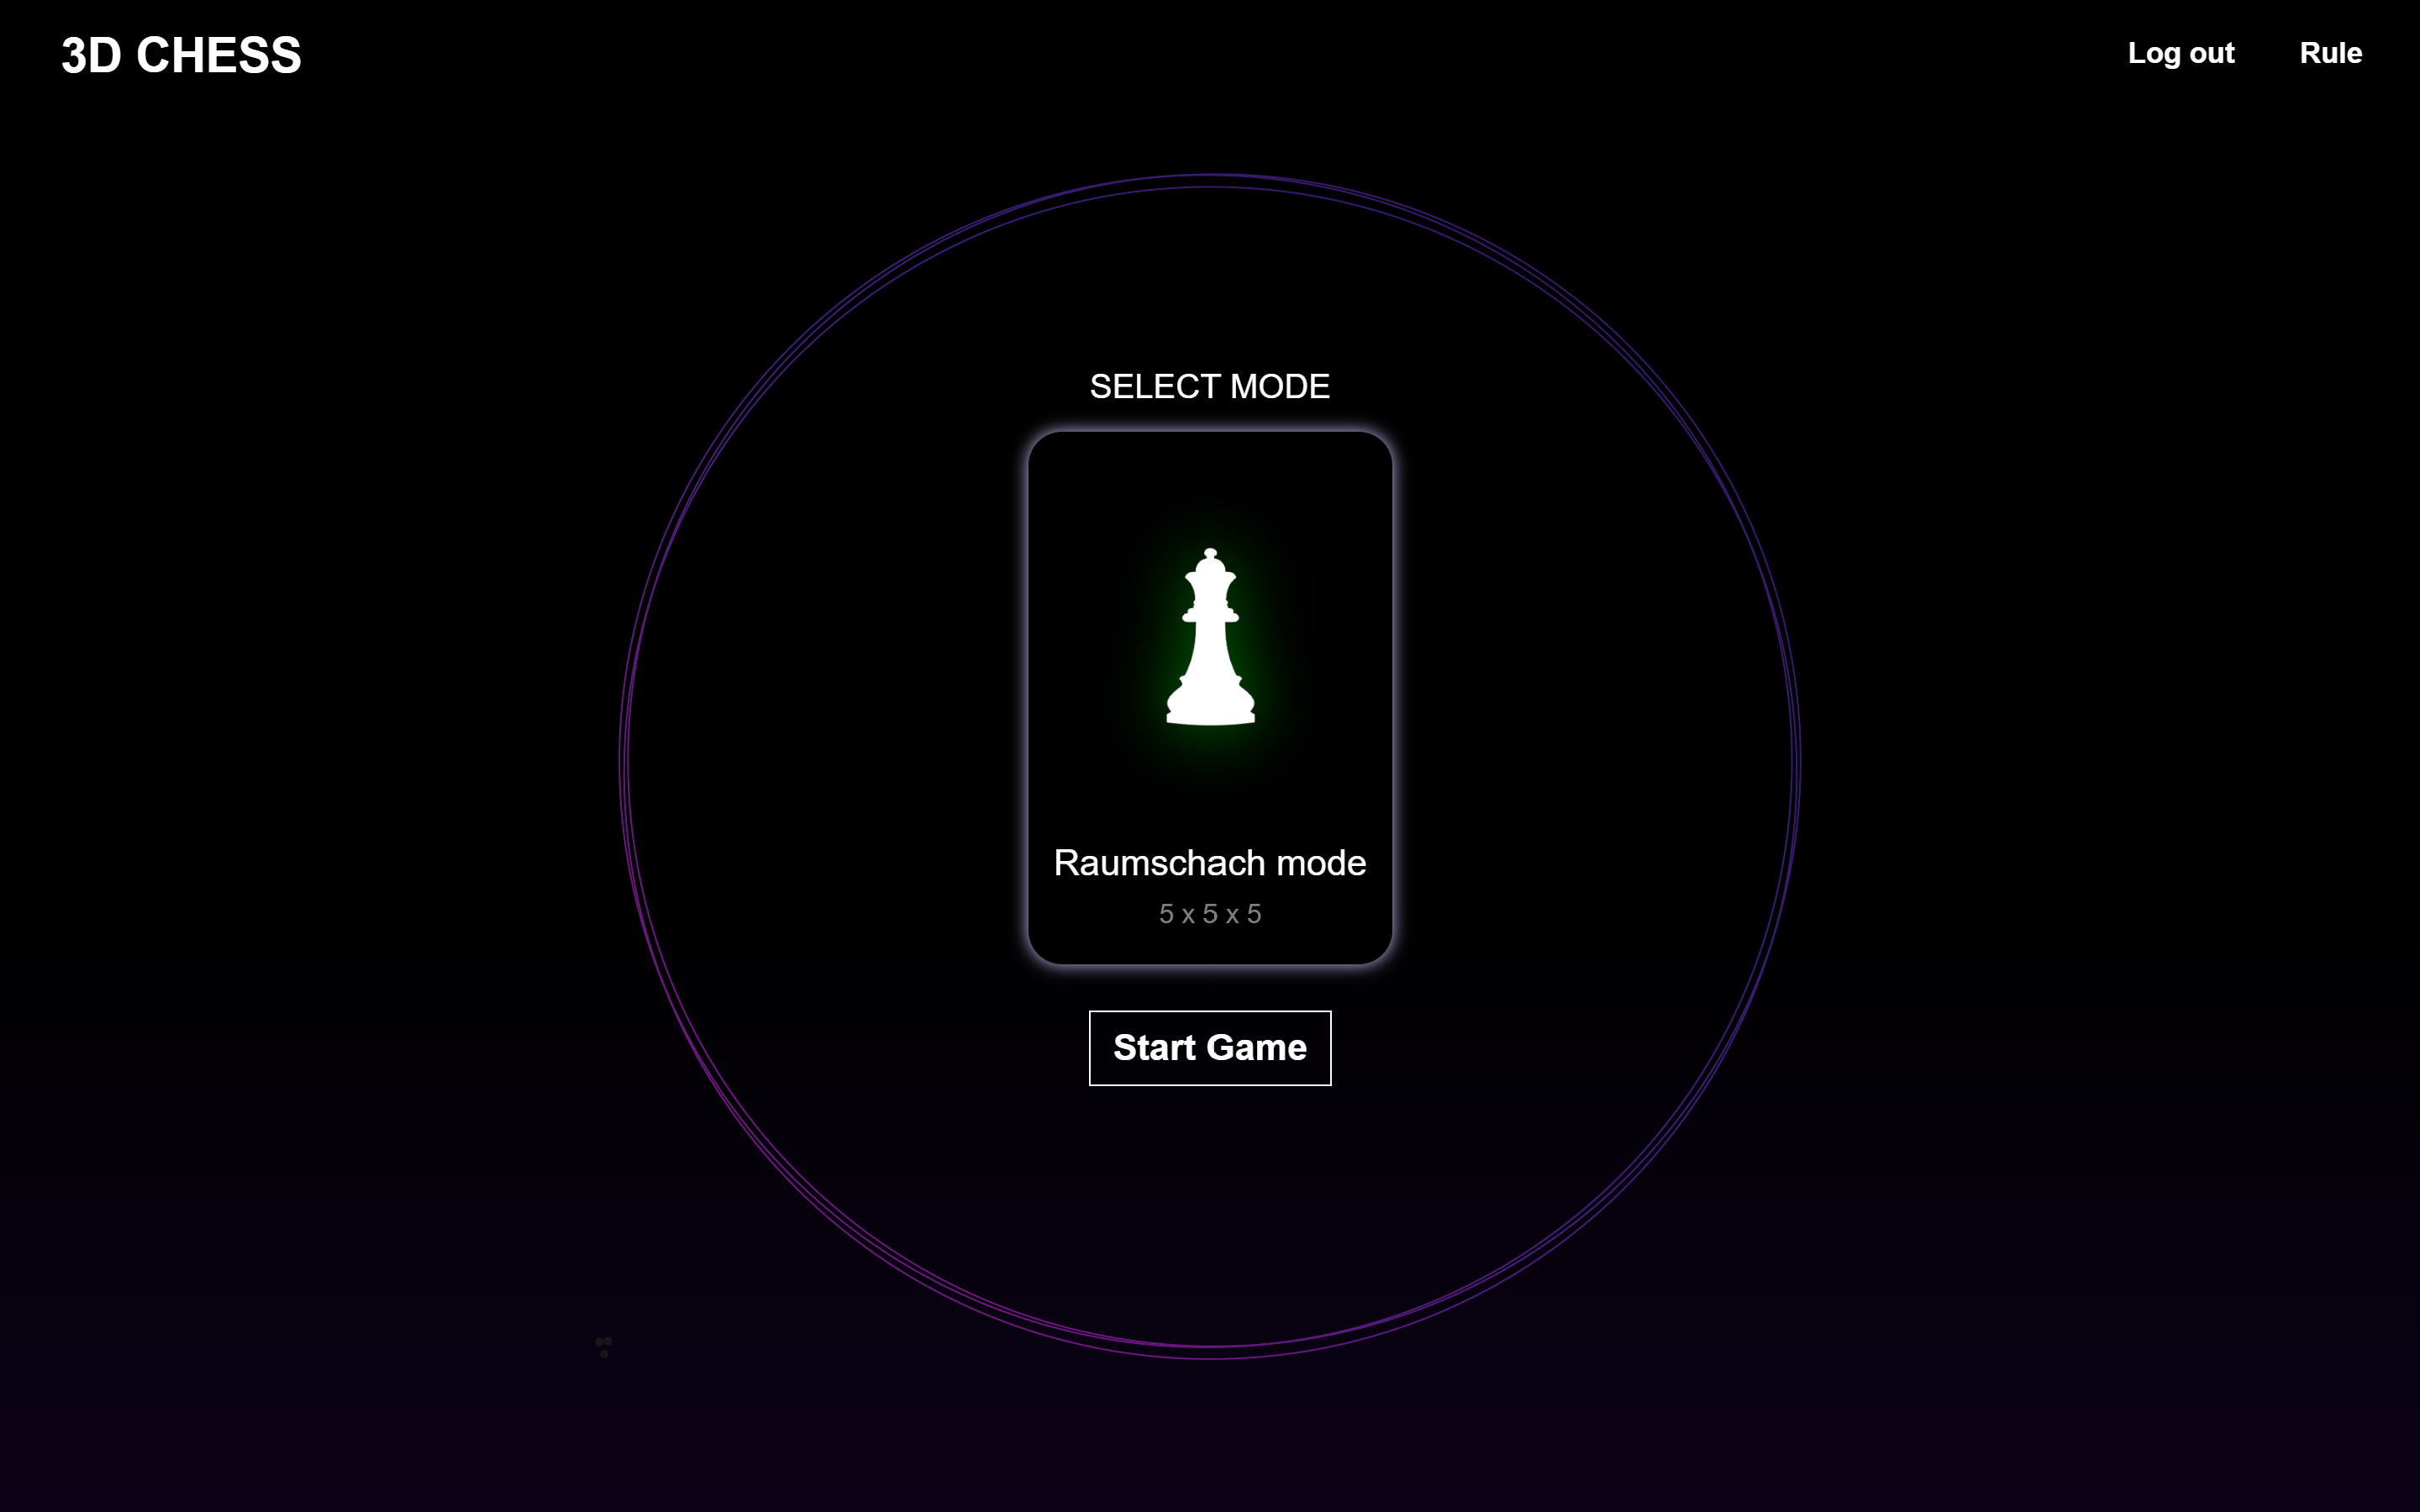 3D CHESS
Log out
Rule
SELECT MODE
Raumschach mode
5 x 5 x 5
Start Game